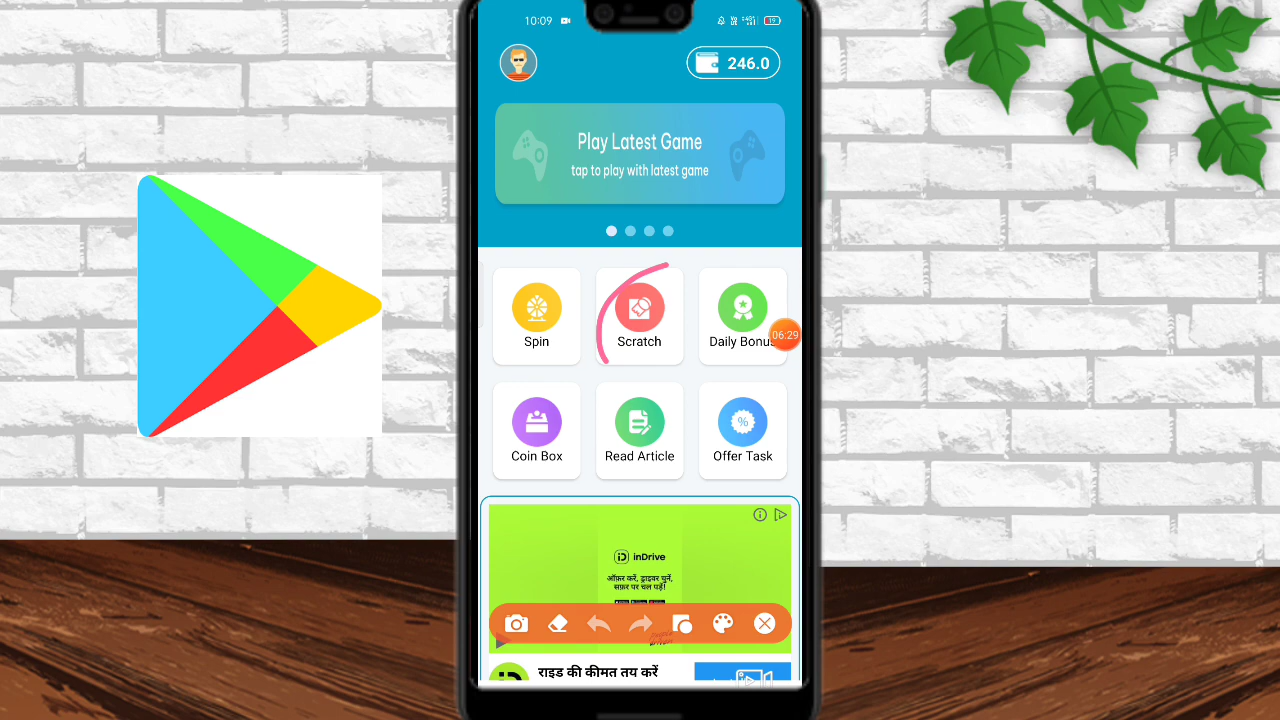 10:09
19
246.0
Play Latest Game
tap to play with latest game
Spin
Scratch
Daily Bonus
06:29
Coin Box
Read Article
Offer Task
inDrive
ऑफ़र करें, ड्राइवर चुनें,
सफ़र पर चल पड़ें!
राइड की कीमत तय करें